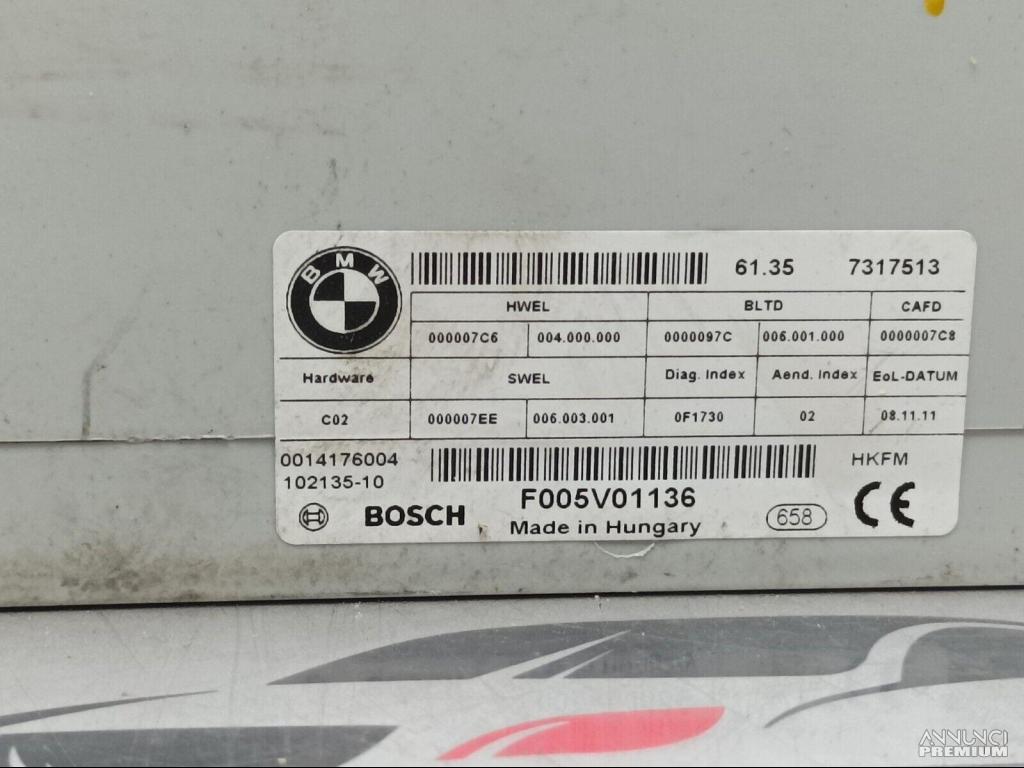 BMW
61.35 7317513
HWEL BLTD CAFD
000007C6 004.000.000 0000097C 006.001.000 0000007C8
Hardware SWEL Diag. Index Aend. Index EoL-DATUM
C02 000007EE 006.003.001 0F1730 02 08.11.11
0014176004 HKFM
102135-10
BOSCH F005V01136 658 CE
Made in Hungary
ANNUNCI
PREMIUM